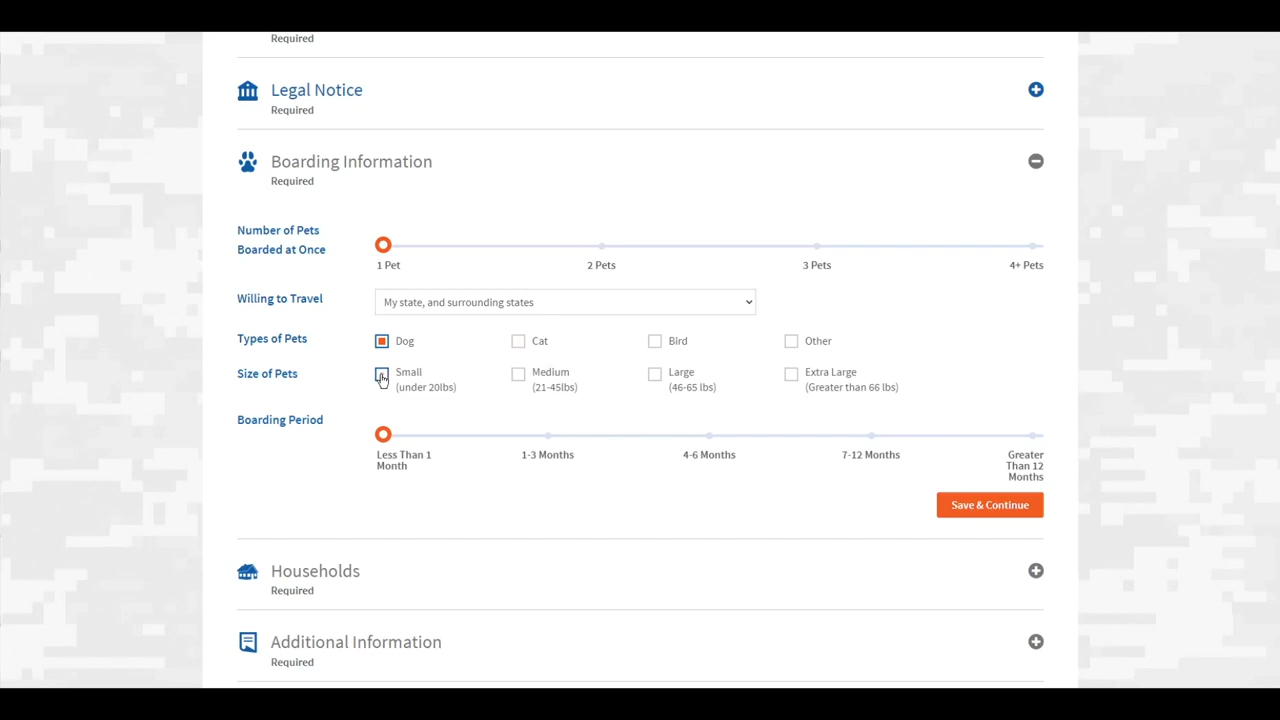 Required
Legal Notice
Required
Boarding Information
Required
Number of Pets
Boarded at Once
1 Pet
2 Pets
3 Pets
4+ Pets
Willing to Travel
My state, and surrounding states
Types of Pets
Dog
Cat
Bird
Other
Size of Pets
Small
(under 20lbs)
Medium
(21-45lbs)
Large
(46-65 lbs)
Extra Large
(Greater than 66 lbs)
Boarding Period
Less Than 1
Month
1-3 Months
4-6 Months
7-12 Months
Greater
Than 12
Months
Save & Continue
Households
Required
Additional Information
Required